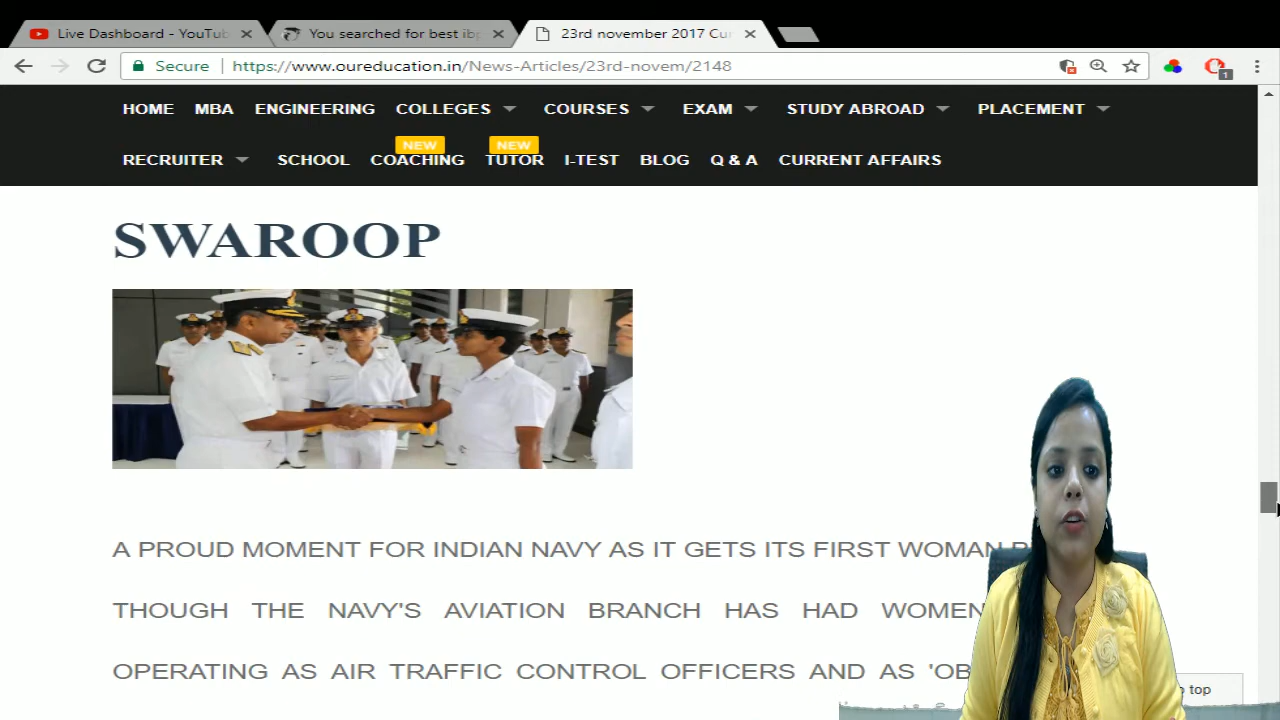 Live Dashboard - YouTub
You searched for best ib
23rd november 2017 Cur
Secure
https://www.oureducation.in/News-Articles/23rd-novem/2148
1
HOME MBA ENGINEERING COLLEGES COURSES EXAM STUDY ABROAD PLACEMENT
NEW NEW
RECRUITER SCHOOL COACHING TUTOR I-TEST BLOG Q & A CURRENT AFFAIRS
SWAROOP
A PROUD MOMENT FOR INDIAN NAVY AS IT GETS ITS FIRST WOMAN
THOUGH THE NAVY'S AVIATION BRANCH HAS HAD WOMEN
OPERATING AS AIR TRAFFIC CONTROL OFFICERS AND AS 'OB
top